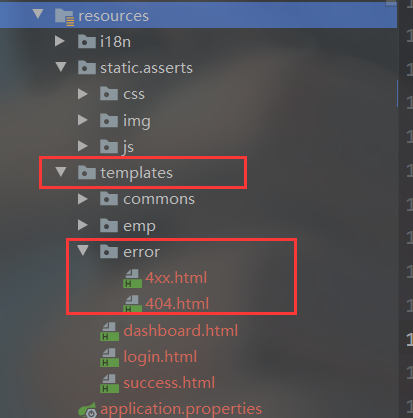 resources
i18n
static.asserts
css
img
js
templates
commons
emp
error
4xx.html
404.html
dashboard.html
login.html
success.html
application.properties